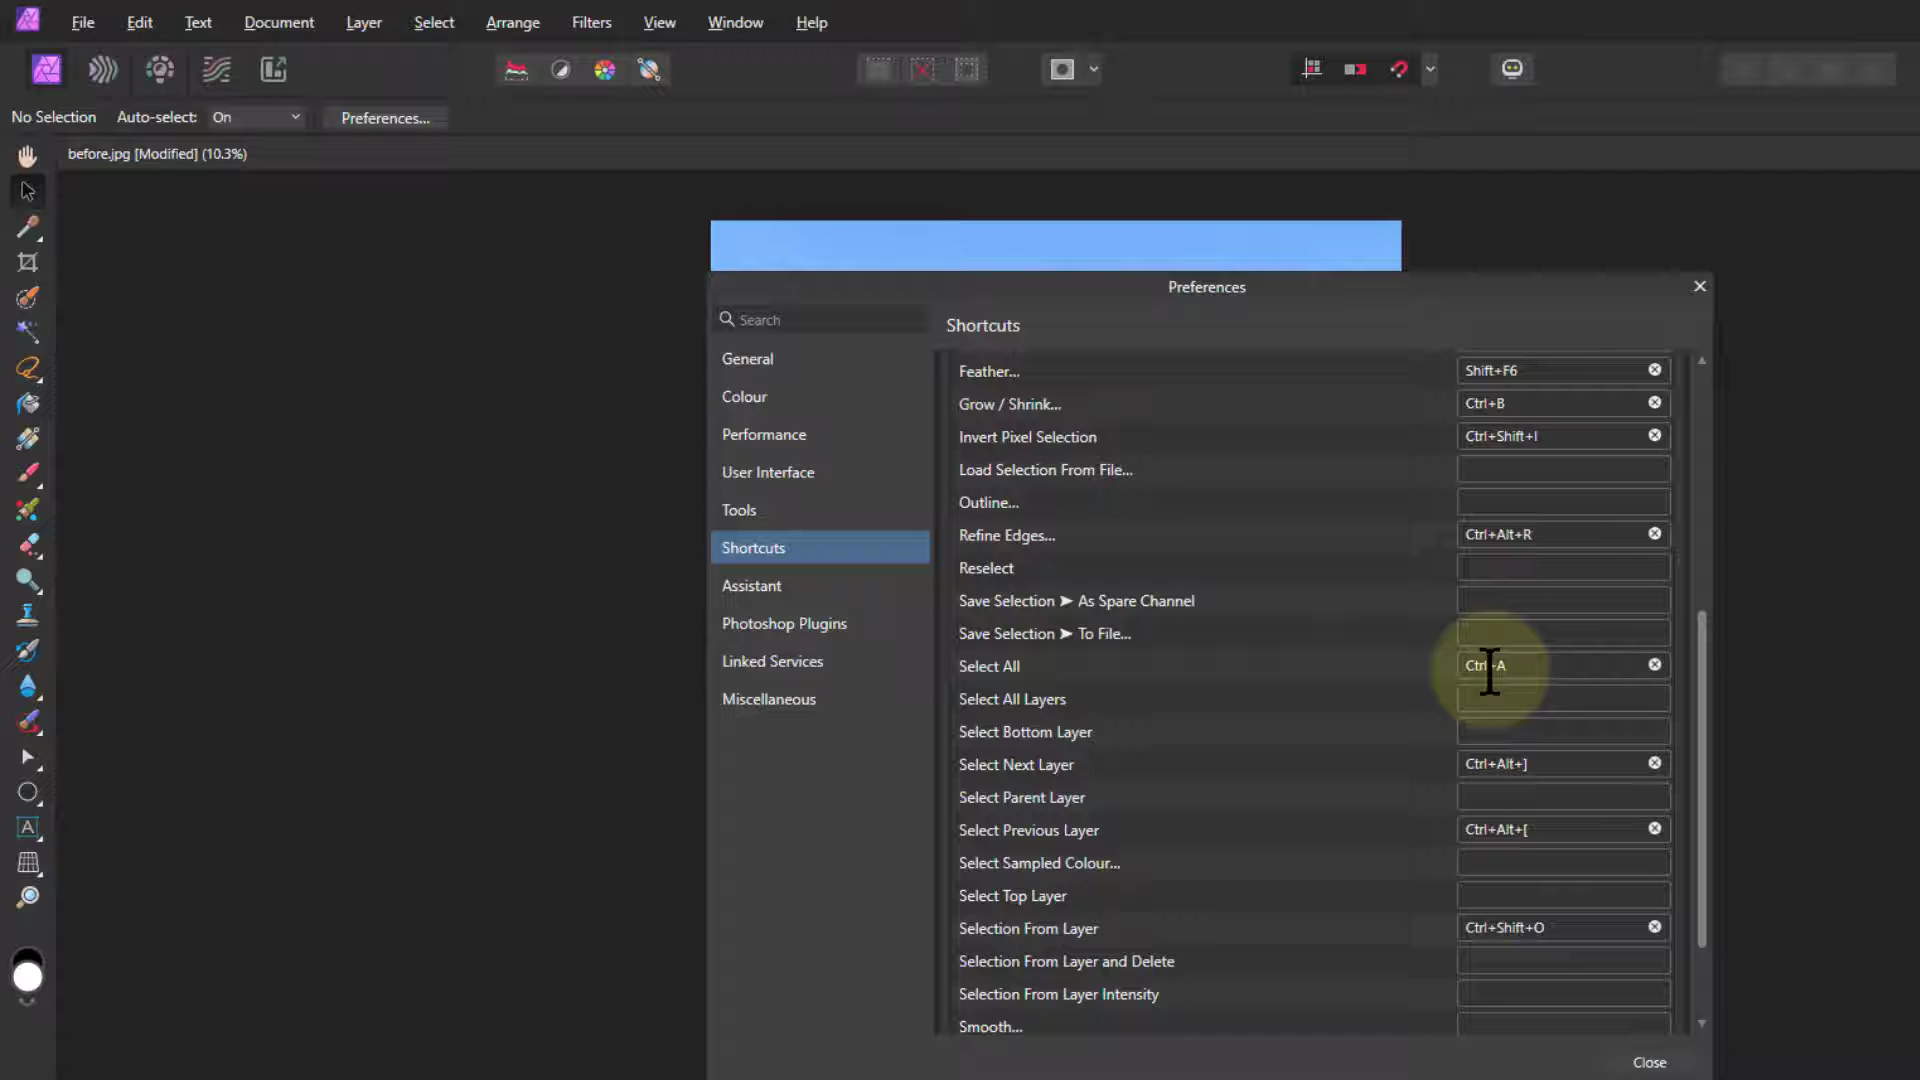 File Edit Text Document Layer Select Arrange Filters View Window Help
No Selection Auto-select: On Preferences...
before.jpg [Modified] (10.3%)
Preferences
Search
General
Colour
Performance
User Interface
Tools
Shortcuts
Assistant
Photoshop Plugins
Linked Services
Miscellaneous
Shortcuts
Feather... Shift+F6
Grow / Shrink... Ctrl+B
Invert Pixel Selection Ctrl+Shift+I
Load Selection From File...
Outline...
Refine Edges... Ctrl+Alt+R
Reselect
Save Selection ➤ As Spare Channel
Save Selection ➤ To File...
Select All Ctrl+A
Select All Layers
Select Bottom Layer
Select Next Layer Ctrl+Alt+]
Select Parent Layer
Select Previous Layer Ctrl+Alt+[
Select Sampled Colour...
Select Top Layer
Selection From Layer Ctrl+Shift+O
Selection From Layer and Delete
Selection From Layer Intensity
Smooth...
Close